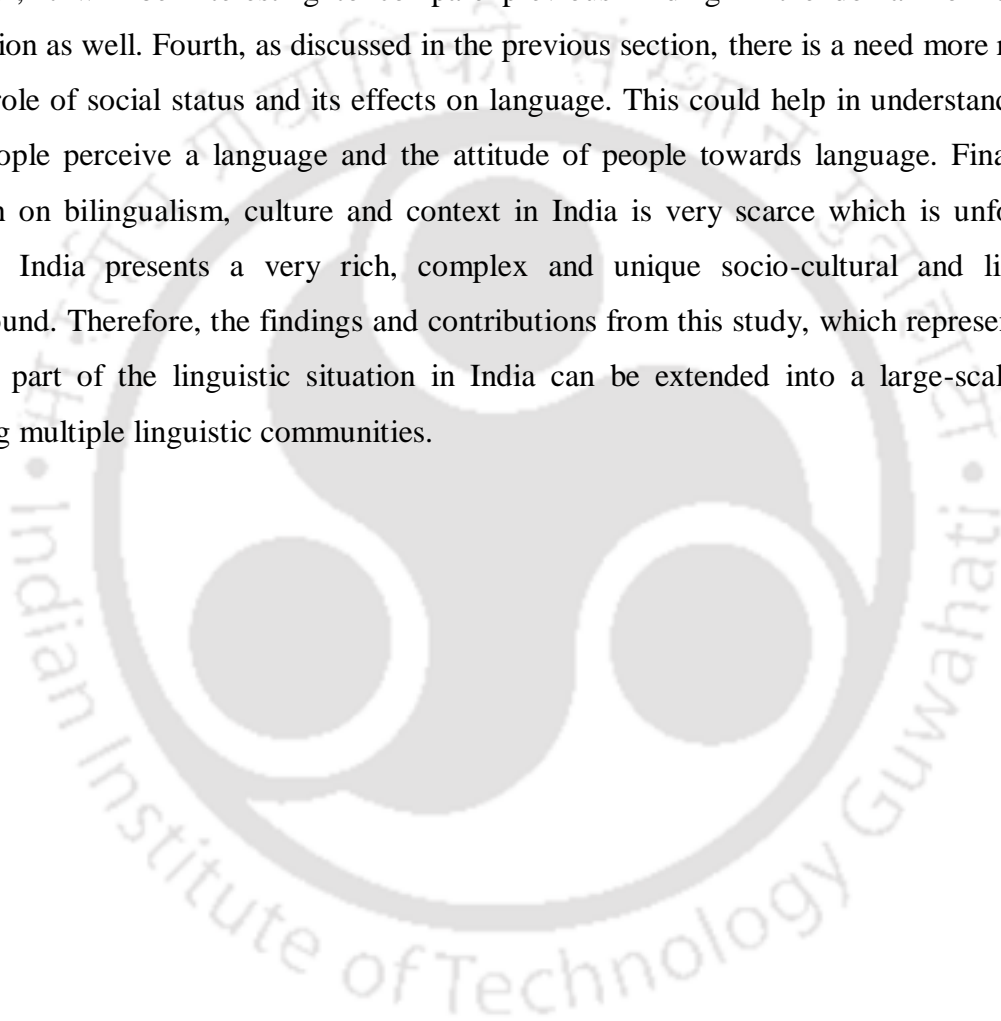 ion as well. Fourth, as discussed in the previous section, there is a need more
role of social status and its effects on language. This could help in understand
ople perceive a language and the attitude of people towards language. Fina
n on bilingualism, culture and context in India is very scarce which is unfo
India presents a very rich, complex and unique socio-cultural and li
ound. Therefore, the findings and contributions from this study, which represen
part of the linguistic situation in India can be extended into a large-scal
g multiple linguistic communities.
Indian Institute of Technology Guwahati